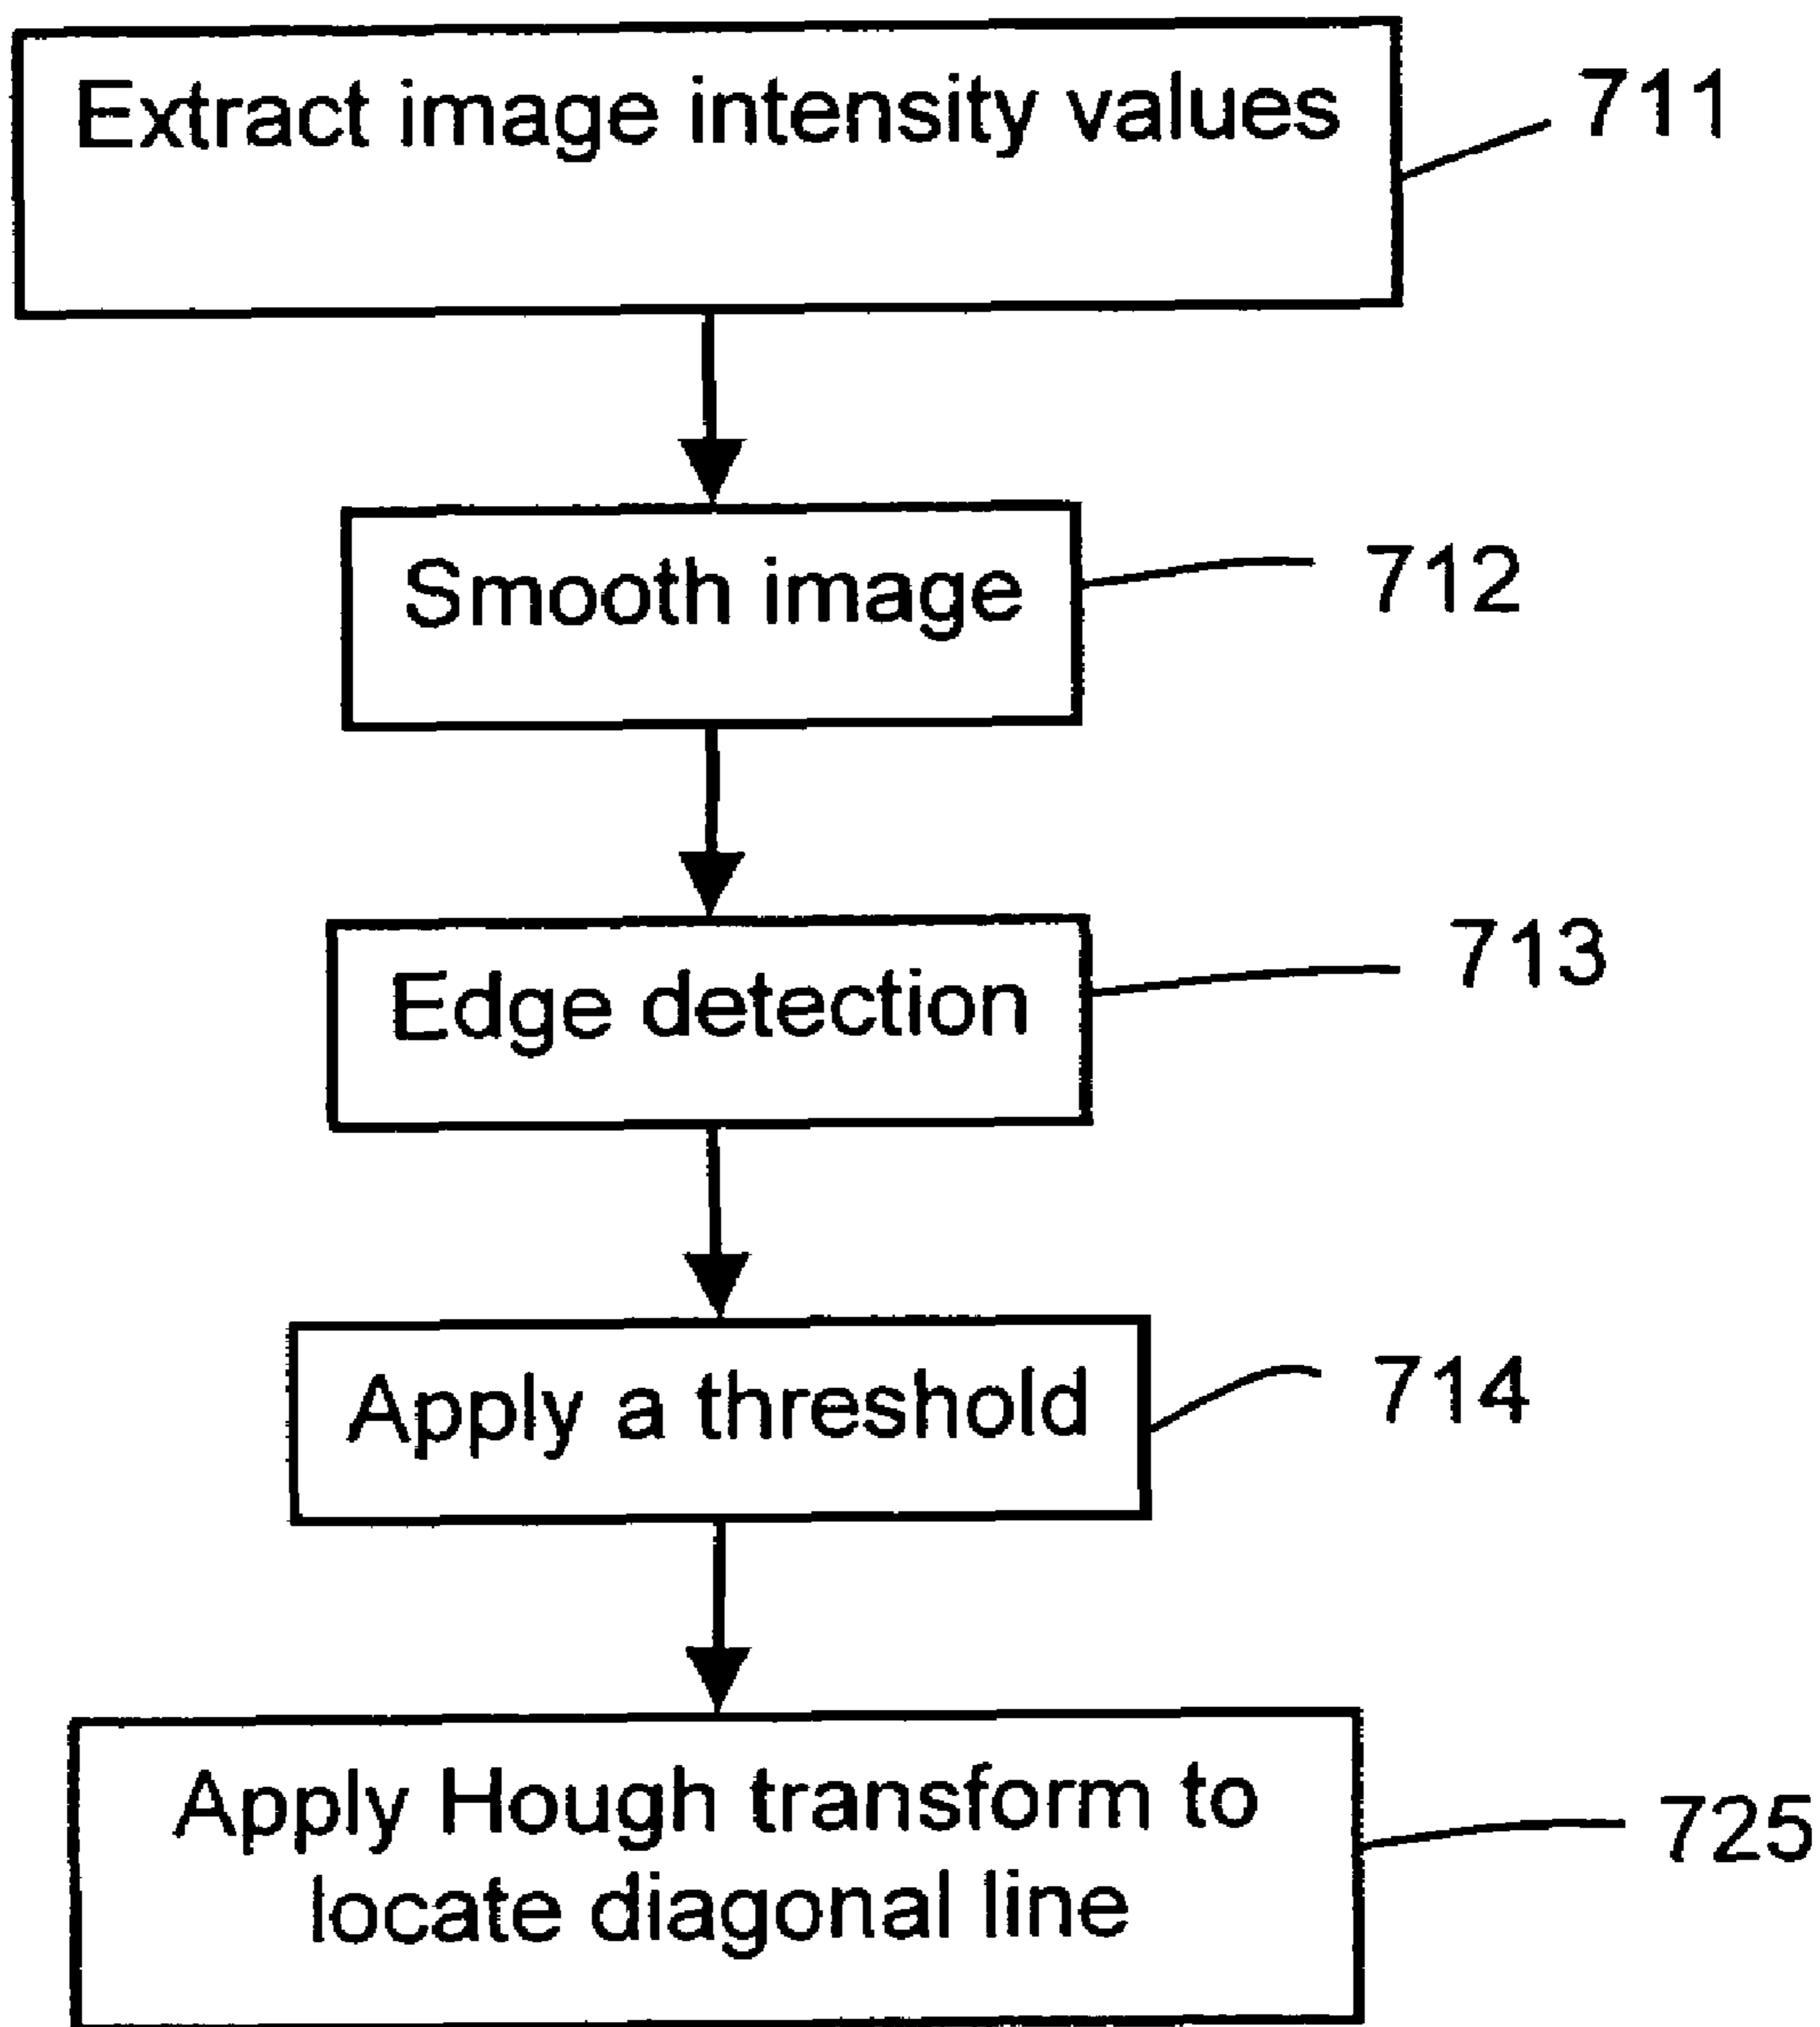 Extract image intensity values
711
Smooth image
712
Edge detection
713
Apply a threshold
714
Apply Hough transform to
locate diagonal line
725